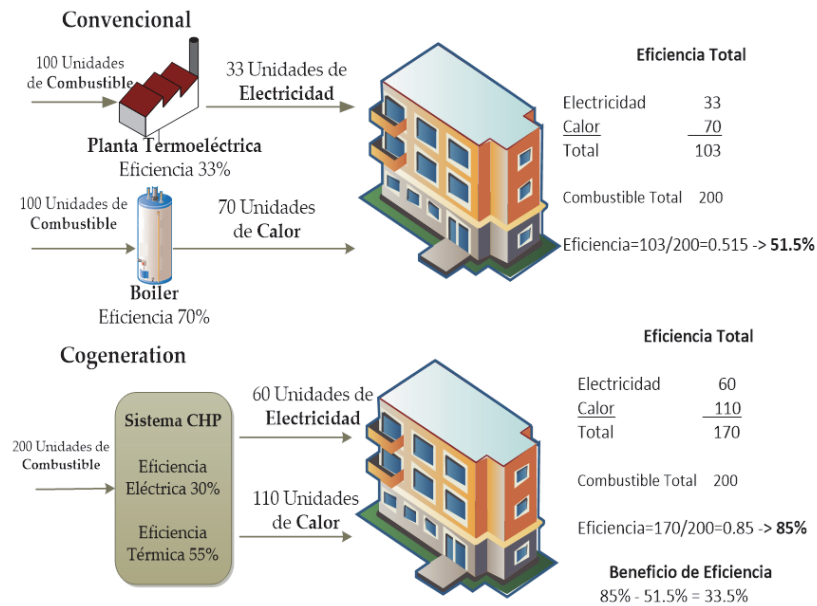 Convencional
100 Unidades
de Combustible
33 Unidades de
Electricidad
Planta Termoeléctrica
Eficiencia 33%
100 Unidades de
Combustible
70 Unidades
de Calor
Boiler
Eficiencia 70%
Eficiencia Total
Electricidad 33
Calor 70
Total 103
Combustible Total 200
Eficiencia=103/200=0.515 -> 51.5%
Cogeneration
200 Unidades de
Combustible
Sistema CHP
Eficiencia
Eléctrica 30%
Eficiencia
Térmica 55%
60 Unidades de
Electricidad
110 Unidades
de Calor
Eficiencia Total
Electricidad 60
Calor 110
Total 170
Combustible Total 200
Eficiencia=170/200=0.85 -> 85%
Beneficio de Eficiencia
85% - 51.5% = 33.5%